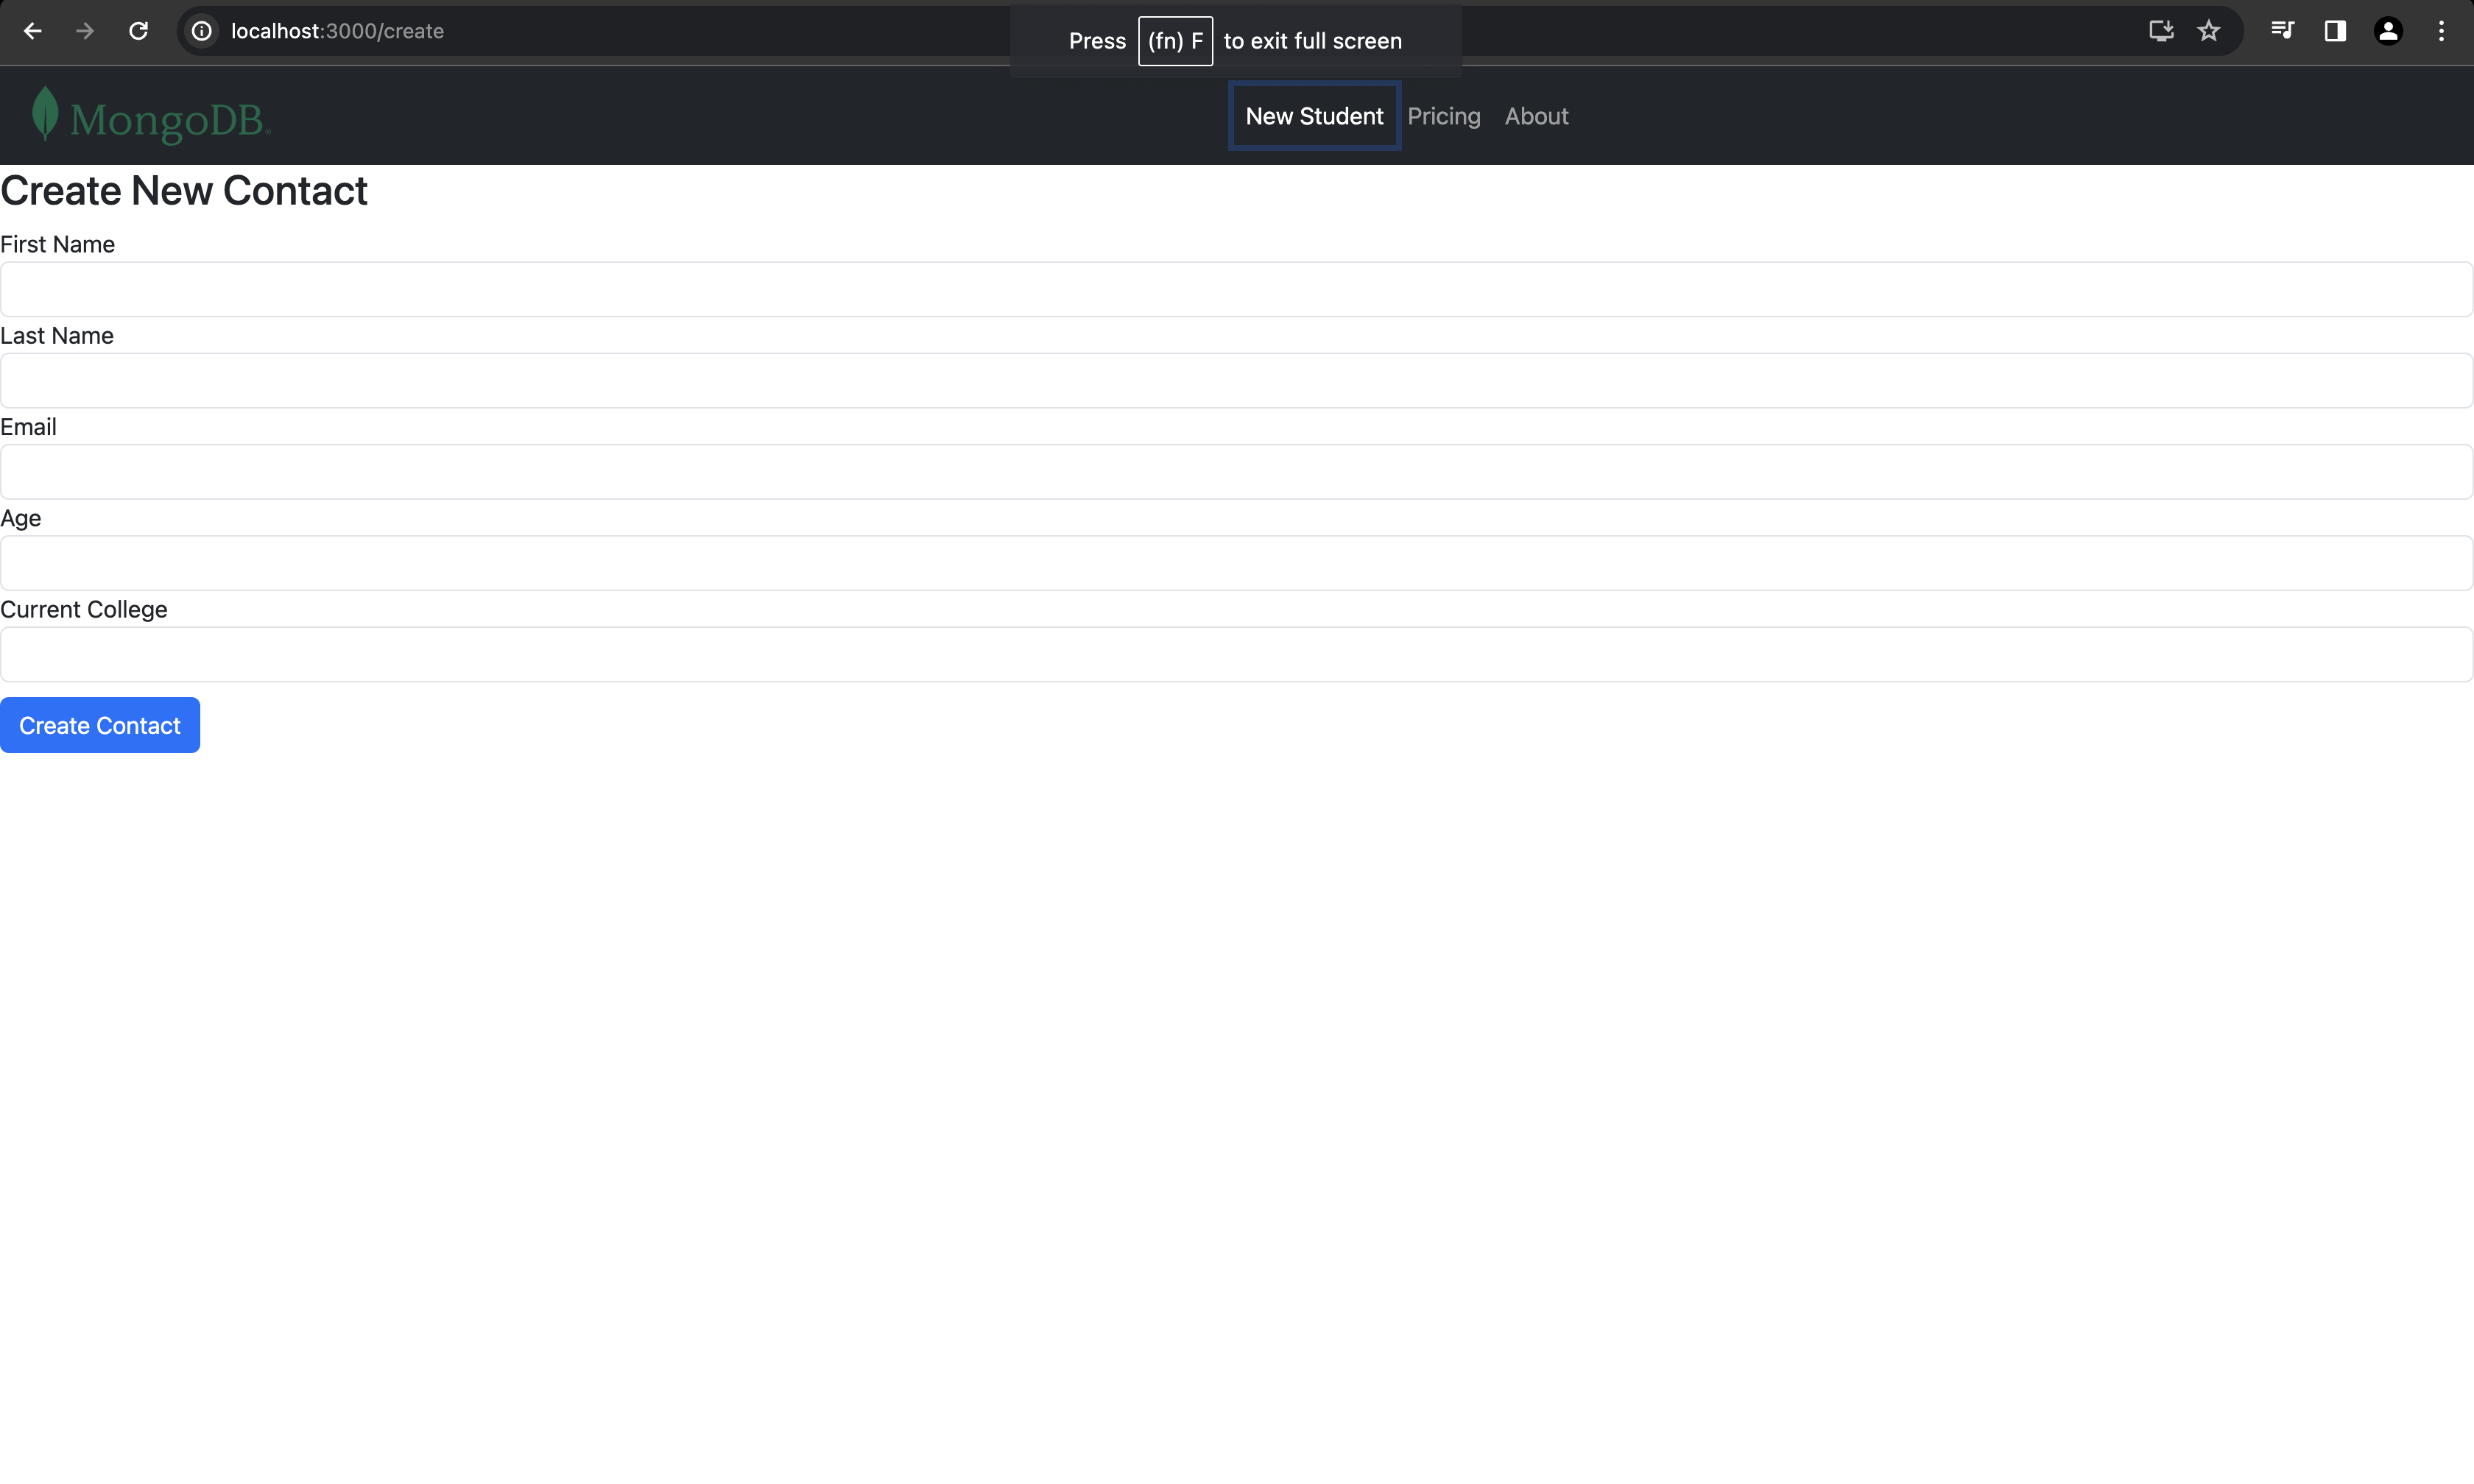 localhost:3000/create
Press (fn) F to exit full screen
MongoDB®
New Student Pricing About
Create New Contact
First Name
Last Name
Email
Age
Current College
Create Contact